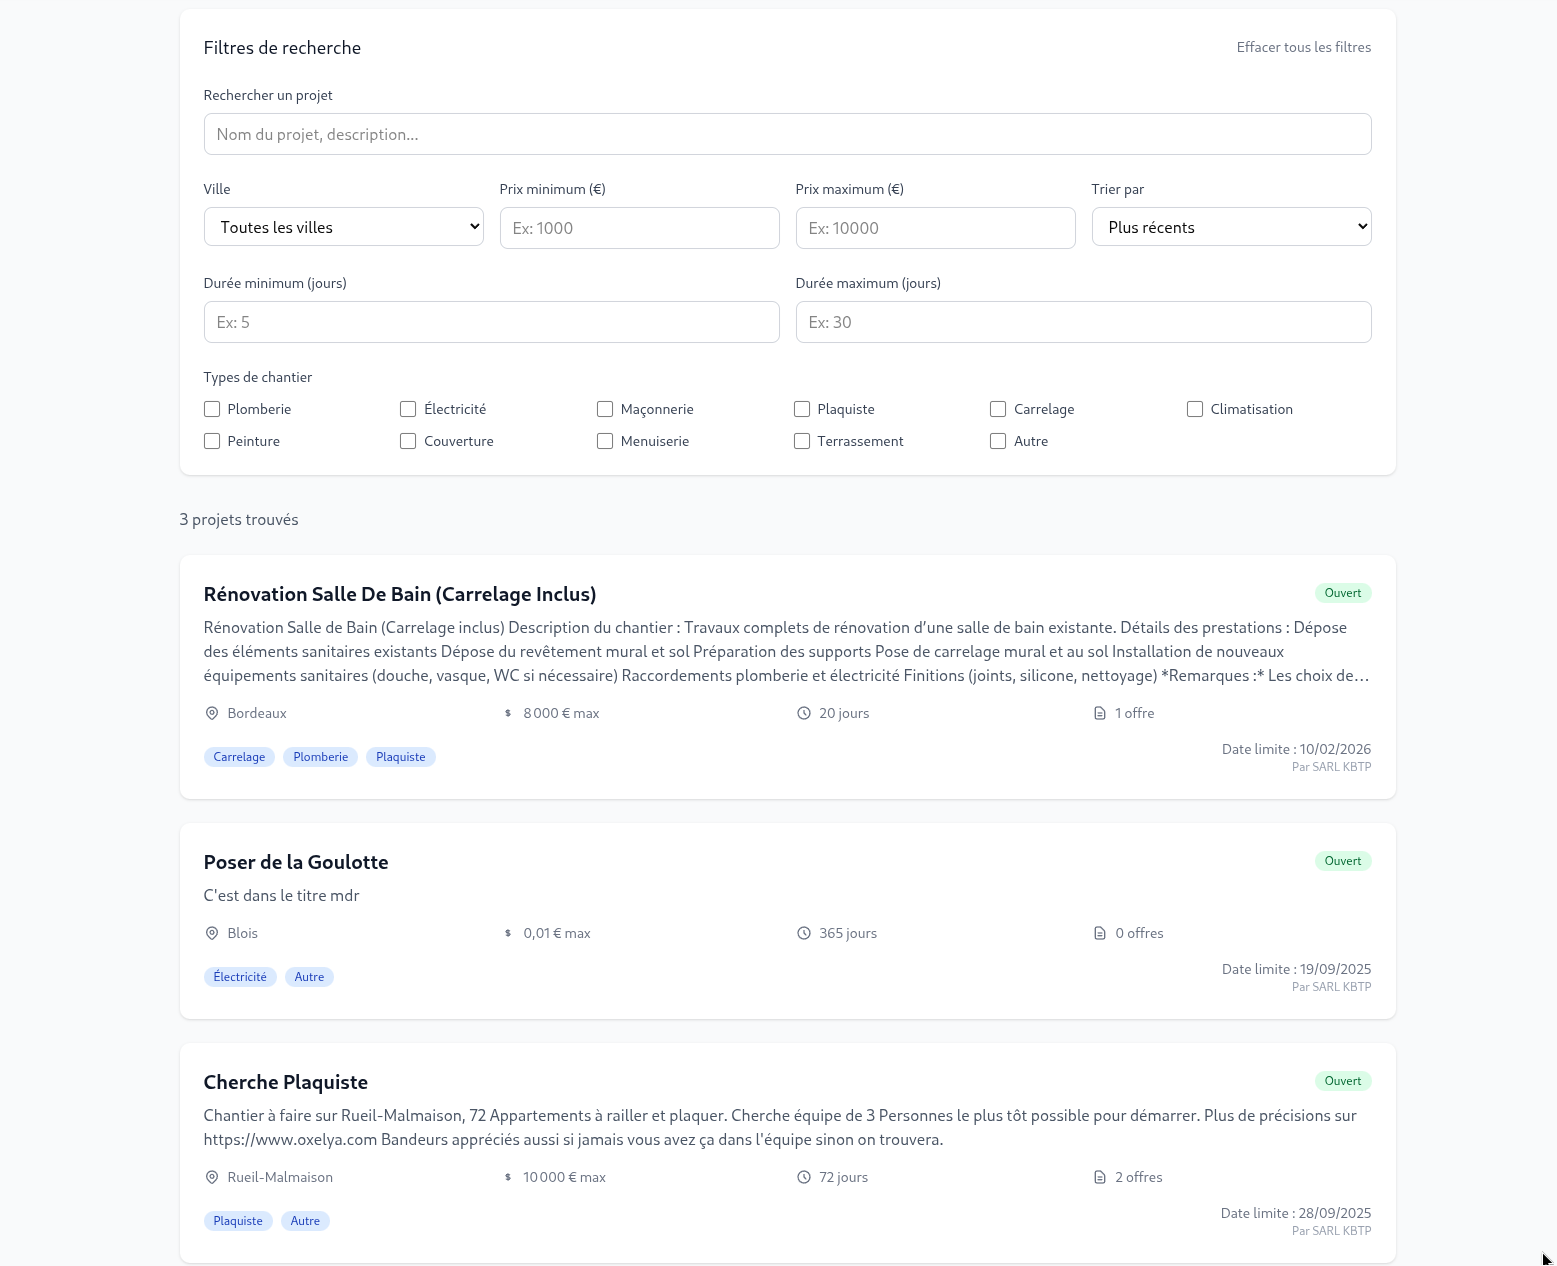 Filtres de recherche
Effacer tous les filtres
Rechercher un projet
Nom du projet, description...
Ville
Prix minimum (€)
Prix maximum (€)
Trier par
Toutes les villes
Ex: 1000
Ex: 10000
Plus récents
Durée minimum (jours)
Durée maximum (jours)
Ex: 5
Ex: 30
Types de chantier
Plomberie
Électricité
Maçonnerie
Plaquiste
Carrelage
Climatisation
Peinture
Couverture
Menuiserie
Terrassement
Autre
3 projets trouvés
Rénovation Salle De Bain (Carrelage Inclus)
Ouvert
Rénovation Salle de Bain (Carrelage inclus) Description du chantier : Travaux complets de rénovation d’une salle de bain existante. Détails des prestations : Dépose
des éléments sanitaires existants Dépose du revêtement mural et sol Préparation des supports Pose de carrelage mural et au sol Installation de nouveaux
équipements sanitaires (douche, vasque, WC si nécessaire) Raccordements plomberie et électricité Finitions (joints, silicone, nettoyage) *Remarques :* Les choix de…
Bordeaux
$ 8 000 € max
20 jours
1 offre
Carrelage
Plomberie
Plaquiste
Date limite : 10/02/2026
Par SARL KBTP
Poser de la Goulotte
Ouvert
C'est dans le titre mdr
Blois
$ 0,01 € max
365 jours
0 offres
Électricité
Autre
Date limite : 19/09/2025
Par SARL KBTP
Cherche Plaquiste
Ouvert
Chantier à faire sur Rueil-Malmaison, 72 Appartements à railler et plaquer. Cherche équipe de 3 Personnes le plus tôt possible pour démarrer. Plus de précisions sur
https://www.oxelya.com Bandeurs appréciés aussi si jamais vous avez ça dans l'équipe sinon on trouvera.
Rueil-Malmaison
$ 10 000 € max
72 jours
2 offres
Plaquiste
Autre
Date limite : 28/09/2025
Par SARL KBTP